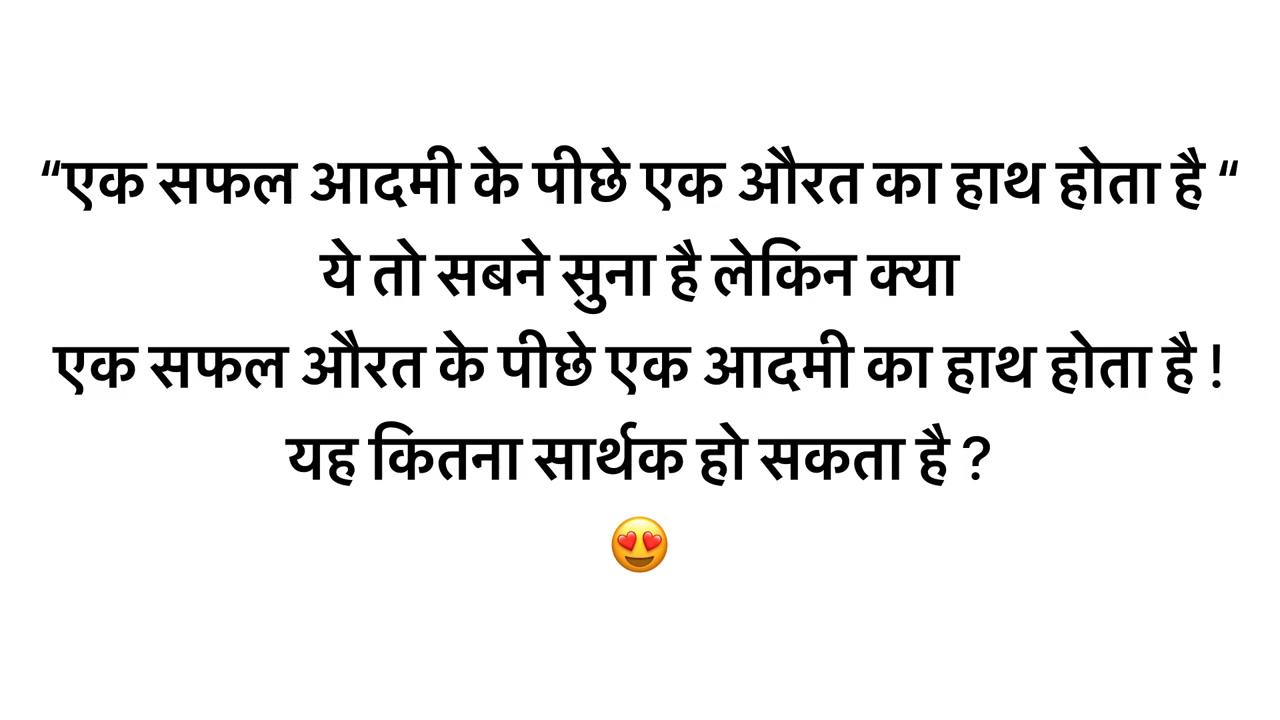 “एक सफल आदमी के पीछे एक औरत का हाथ होता है “
ये तो सबने सुना है लेकिन क्या
एक सफल औरत के पीछे एक आदमी का हाथ होता है !
यह कितना सार्थक हो सकता है ?
😍